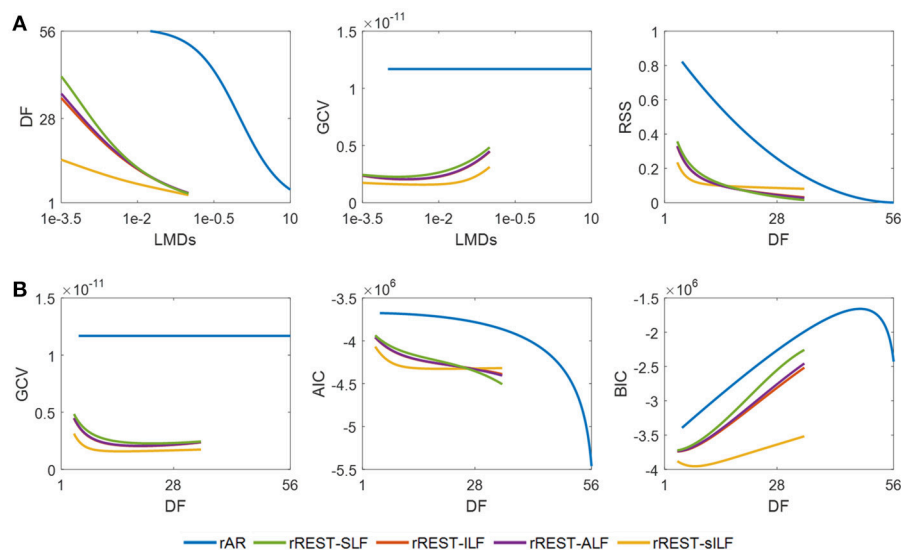 A
56
28
1
DF
1e-3.5
1e-2
1e-0.5
10
LMDs
×10⁻¹¹
1.5
1
0.5
0
GCV
1e-3.5
1e-2
1e-0.5
10
LMDs
1
0.8
0.6
0.4
0.2
0
RSS
1
28
56
DF
B
×10⁻¹¹
1.5
1
0.5
0
GCV
1
28
56
DF
×10⁶
-3.5
-4
-4.5
-5.5
AIC
1
28
56
DF
×10⁶
-1.5
-2
-2.5
-3
-3.5
-4
BIC
1
28
56
DF
rAR rREST-SLF rREST-ILF rREST-ALF rREST-sILF